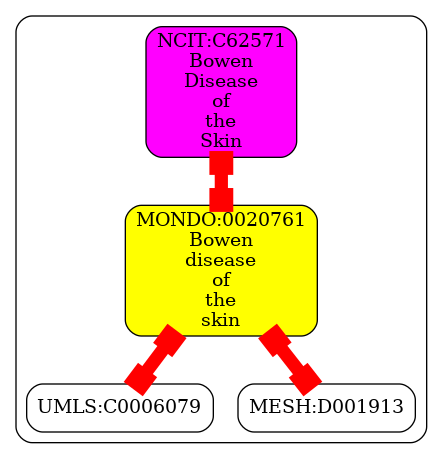 NCIT:C62571
Bowen
Disease
of
the
Skin
MONDO:0020761
Bowen
disease
of
the
skin
UMLS:C0006079
MESH:D001913